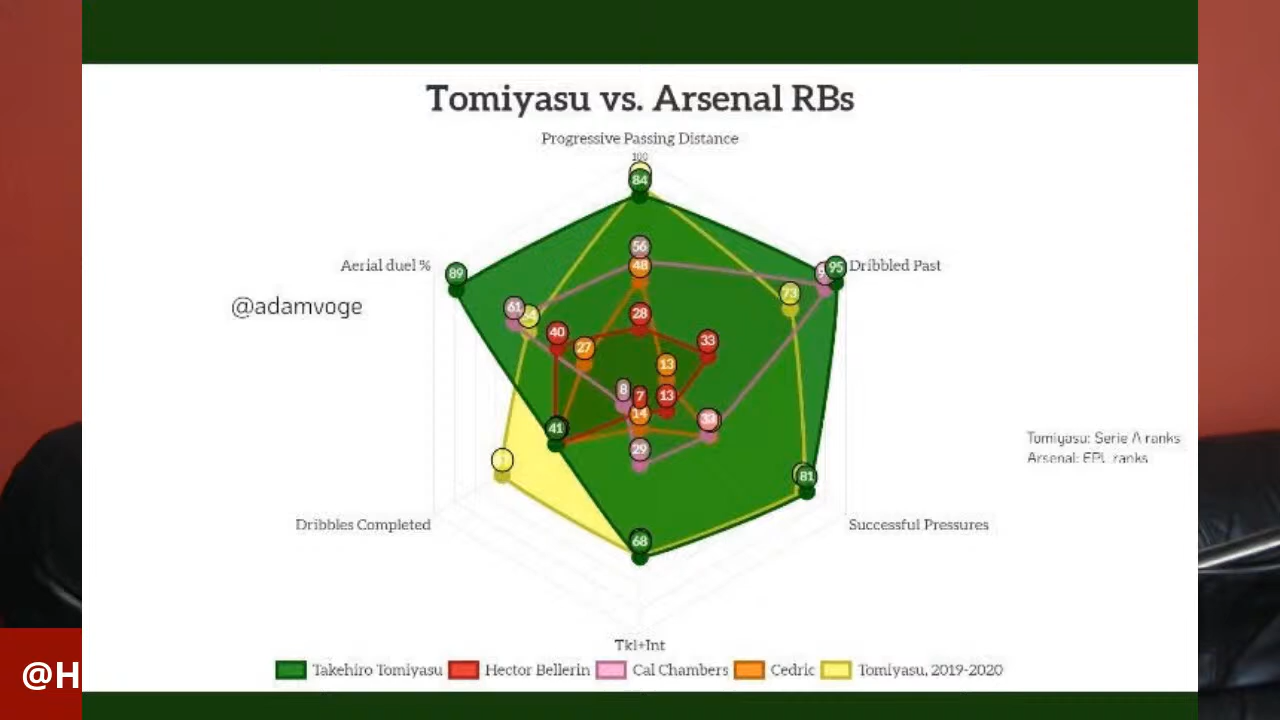 Tomiyasu vs. Arsenal RBs
Progressive Passing Distance
100
84
56
Aerial duel %
48
95
Dribbled Past
89
73
@adamvoge
61
28
40
33
27
13
8
7
13
14
33
41
29
Tomiyasu: Serie A ranks
Arsenal: EPL ranks
81
Dribbles Completed
Successful Pressures
68
Tkl+Int
Takehiro Tomiyasu
Hector Bellerin
Cal Chambers
Cedric
Tomiyasu, 2019-2020
@H